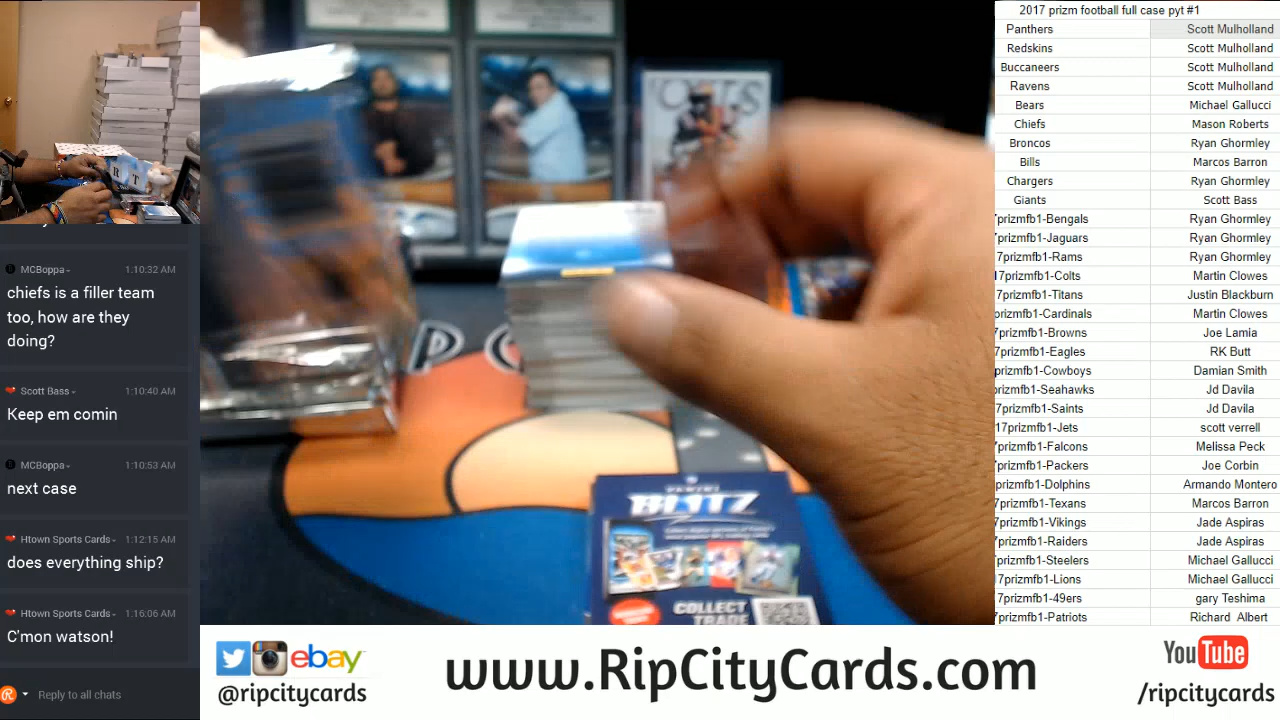 MCBoppa
1:10:32 AM
chiefs is a filler team
too, how are they
doing?
Scott Bass
1:10:40 AM
Keep em comin
MCBoppa
1:10:53 AM
next case
Htown Sports Cards
1:12:15 AM
does everything ship?
Htown Sports Cards
1:16:06 AM
C'mon watson!
Reply to all chats
COLTS
PANINI
BLITZ
COLLECT
TRADE
2017 prizm football full case pyt #1
Panthers Scott Mulholland
Redskins Scott Mulholland
Buccaneers Scott Mulholland
Ravens Scott Mulholland
Bears Michael Gallucci
Chiefs Mason Roberts
Broncos Ryan Ghormley
Bills Marcos Barron
Chargers Ryan Ghormley
Giants Scott Bass
7prizmfb1-Bengals Ryan Ghormley
7prizmfb1-Jaguars Ryan Ghormley
7prizmfb1-Rams Ryan Ghormley
17prizmfb1-Colts Martin Clowes
7prizmfb1-Titans Justin Blackburn
prizmfb1-Cardinals Martin Clowes
7prizmfb1-Browns Joe Lamia
7prizmfb1-Eagles RK Butt
prizmfb1-Cowboys Damian Smith
prizmfb1-Seahawks Jd Davila
7prizmfb1-Saints Jd Davila
17prizmfb1-Jets scott verrell
7prizmfb1-Falcons Melissa Peck
7prizmfb1-Packers Joe Corbin
prizmfb1-Dolphins Armando Montero
7prizmfb1-Texans Marcos Barron
7prizmfb1-Vikings Jade Aspiras
7prizmfb1-Raiders Jade Aspiras
prizmfb1-Steelers Michael Gallucci
17prizmfb1-Lions Michael Gallucci
7prizmfb1-49ers gary Teshima
7prizmfb1-Patriots Richard Albert
ebay
@ripcitycards
www.RipCityCards.com
YouTube
/ripcitycards